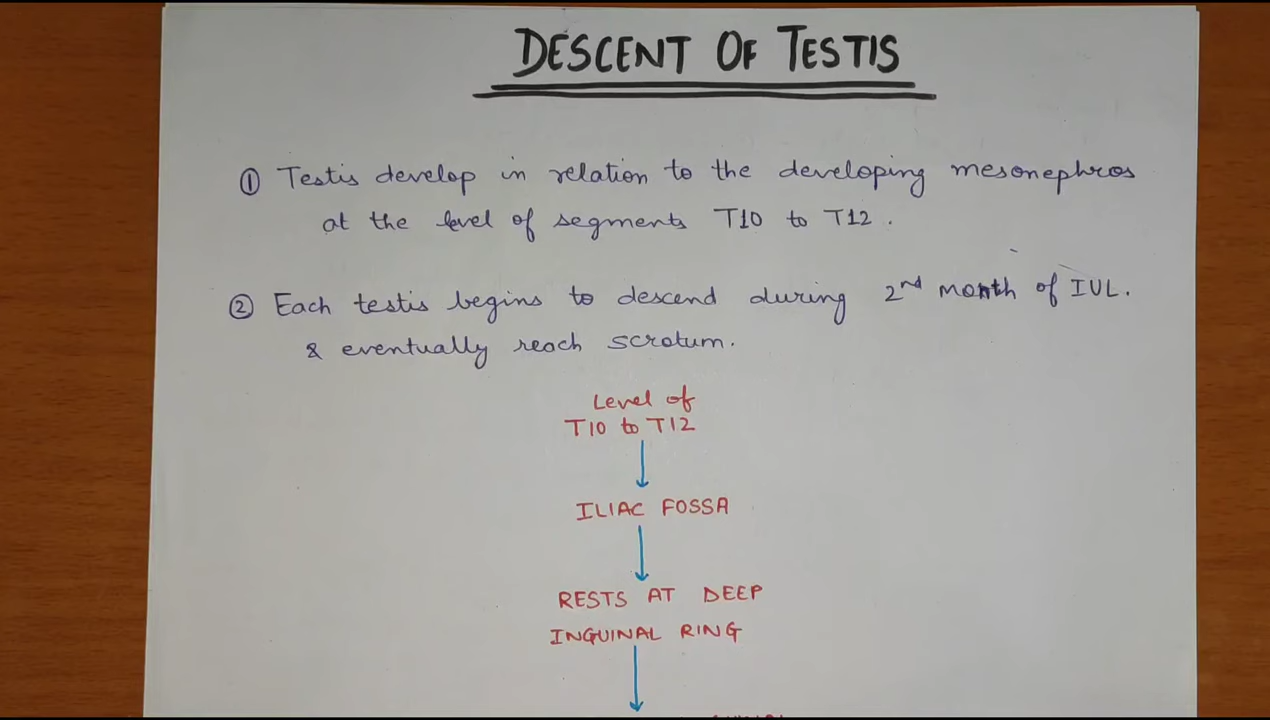 DESCENT OF TESTIS
① Testis develop in relation to the developing mesonephros
at the level of segments T10 to T12.
② Each testis begins to descend during 2nd month of IUL.
& eventually reach scrotum.
Level of
T10 to T12
ILIAC FOSSA
RESTS AT DEEP
INGUINAL RING